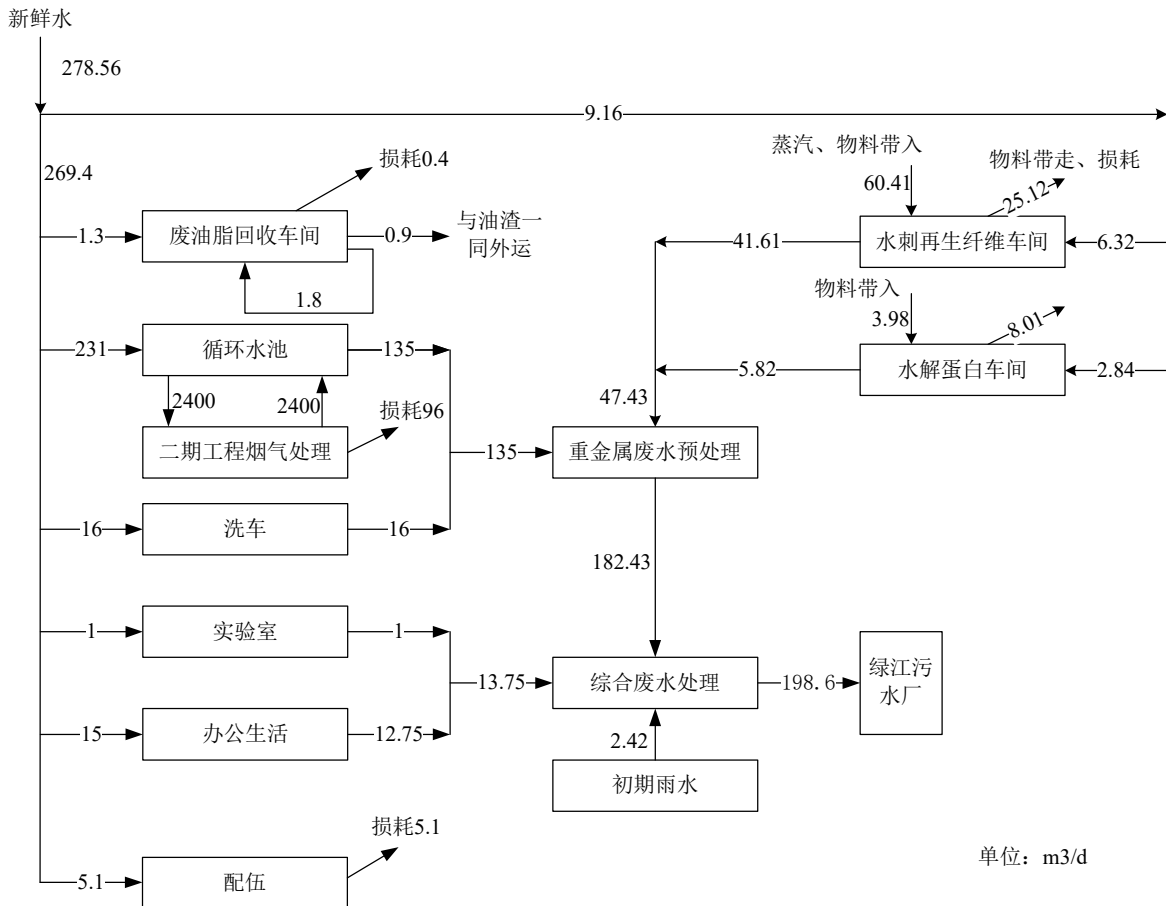 新鲜水
278.56
9.16
269.4
损耗0.4
蒸汽、物料带入
物料带走、损耗
60.41
25.12
1.3
废油脂回收车间
0.9
与油渣一
同外运
41.61
水刺再生纤维车间
6.32
1.8
物料带入
3.98
8.01
231
循环水池
135
5.82
水解蛋白车间
2.84
2400
2400
损耗96
47.43
二期工程烟气处理
135
重金属废水预处理
16
洗车
16
182.43
1
实验室
1
13.75
综合废水处理
198.6
绿江污
水厂
15
办公生活
12.75
2.42
初期雨水
损耗5.1
单位：m3/d
5.1
配伍